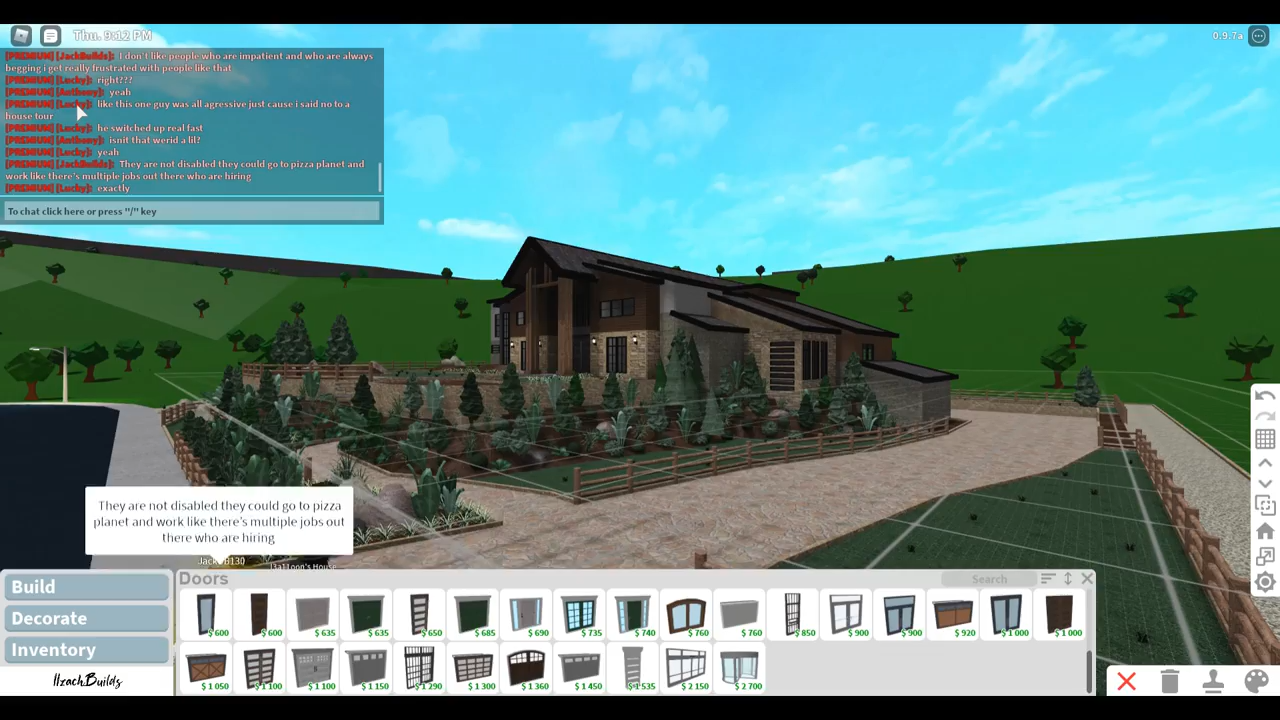 Thu. 9:12 PM
0.9.7a
[PREMIUM] [JackBuilds]: i don't like people who are impatient and who are always
begging i get really frustrated with people like that
[PREMIUM] [Lucky]: right???
[PREMIUM] [Anthony]: yeah
[PREMIUM] [Lucky]: like this one guy was all agressive just cause i said no to a
house tour
[PREMIUM] [Lucky]: he switched up real fast
[PREMIUM] [Anthony]: isnit that werid a lil?
[PREMIUM] [Lucky]: yeah
[PREMIUM] [JackBuilds]: They are not disabled they could go to pizza planet and
work like there's multiple jobs out there who are hiring
[PREMIUM] [Lucky]: exactly
To chat click here or press "/" key
They are not disabled they could go to pizza
planet and work like there's multiple jobs out
there who are hiring
House
Build
Decorate
Inventory
11zachBuilds
Doors
Search
$ 600 $ 600 $ 635 $ 635 $ 650 $ 685 $ 690 $ 735 $ 740 $ 760 $ 760 $ 850 $ 900 $ 900 $ 920 $ 1 000 $ 1 000
$ 1 050 $ 1 100 $ 1 100 $ 1 150 $ 1 290 $ 1 300 $ 1 360 $ 1 450 $ 1 535 $ 2 150 $ 2 700